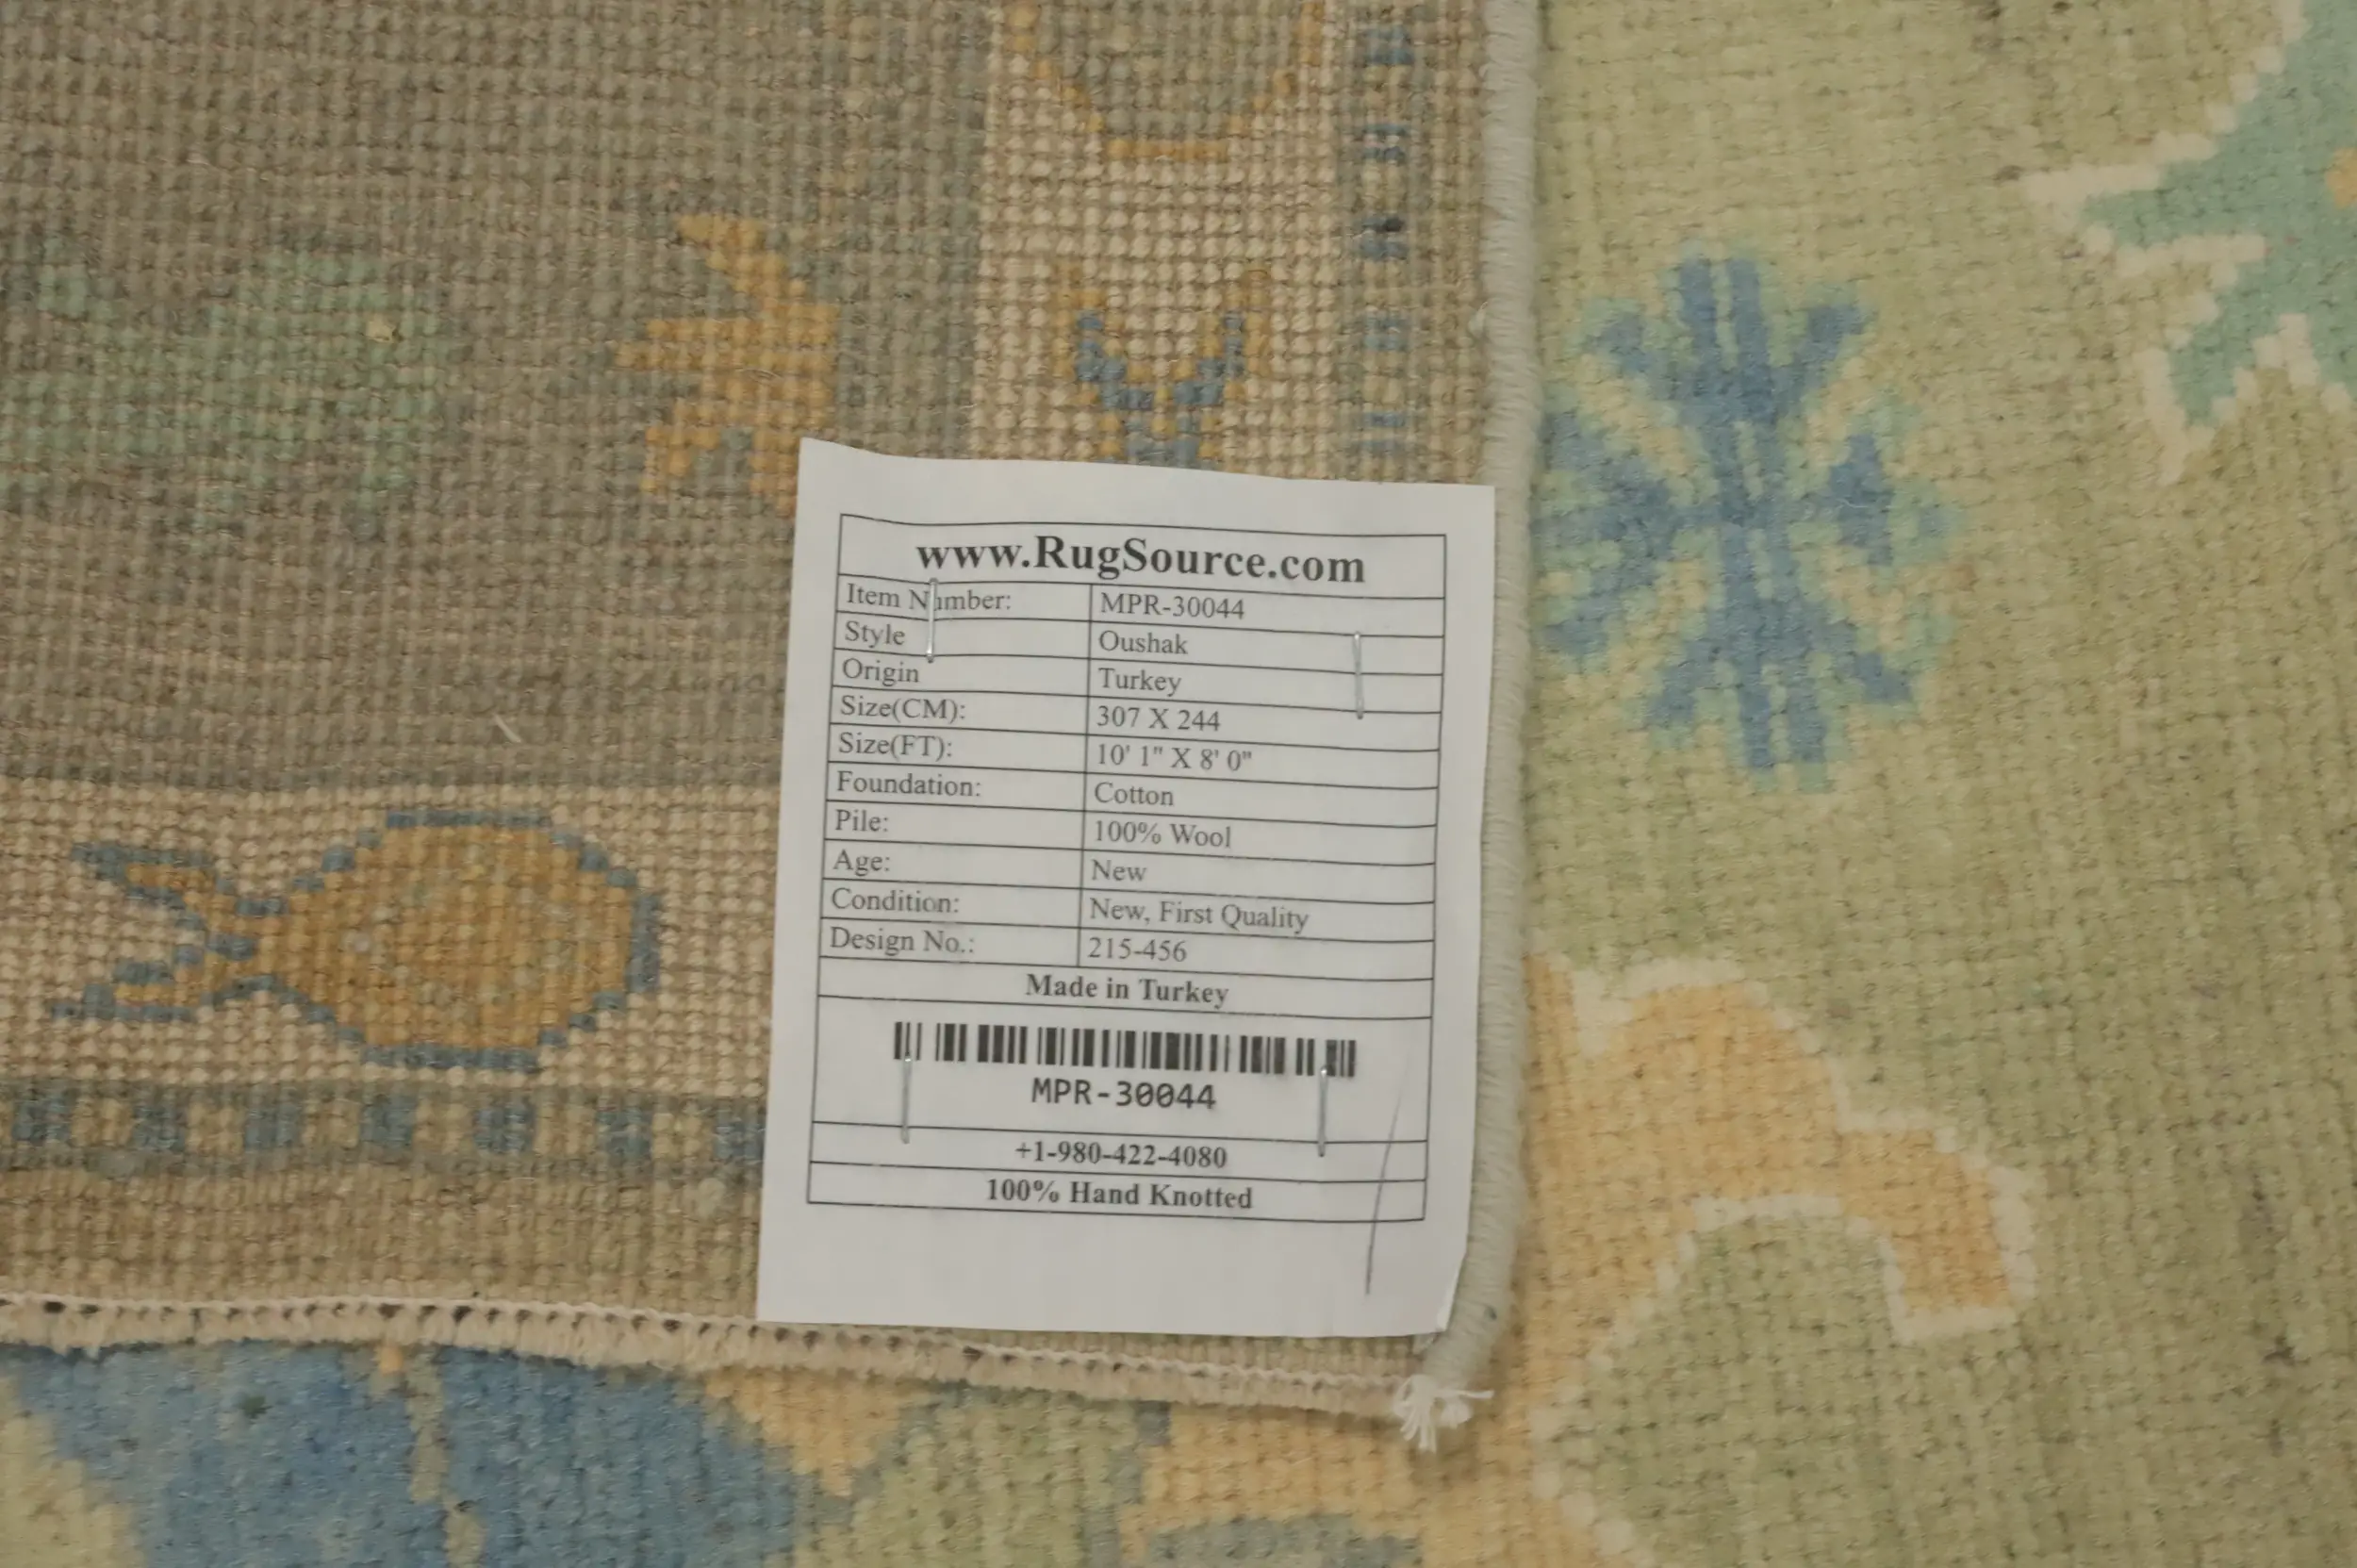 www.RugSource.com
Item Number: MPR-30044
Style Oushak
Origin Turkey
Size(CM): 307 X 244
Size(FT): 10' 1" X 8' 0"
Foundation: Cotton
Pile: 100% Wool
Age: New
Condition: New, First Quality
Design No.: 215-456
Made in Turkey
MPR-30044
+1-980-422-4080
100% Hand Knotted